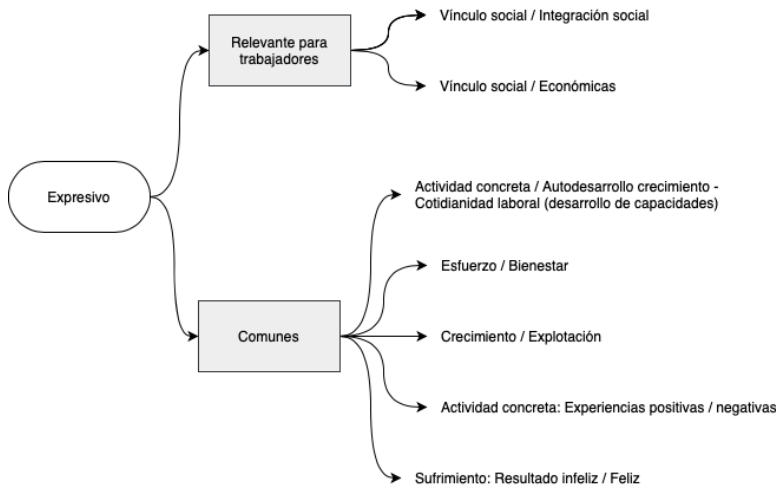 Vínculo social / Integración social
Relevante para
trabajadores
Vínculo social / Económicas
Expresivo
Actividad concreta / Autodesarrollo crecimiento -
Cotidianidad laboral (desarrollo de capacidades)
Esfuerzo / Bienestar
Comunes
Crecimiento / Explotación
Actividad concreta: Experiencias positivas / negativas
Sufrimiento: Resultado infeliz / Feliz